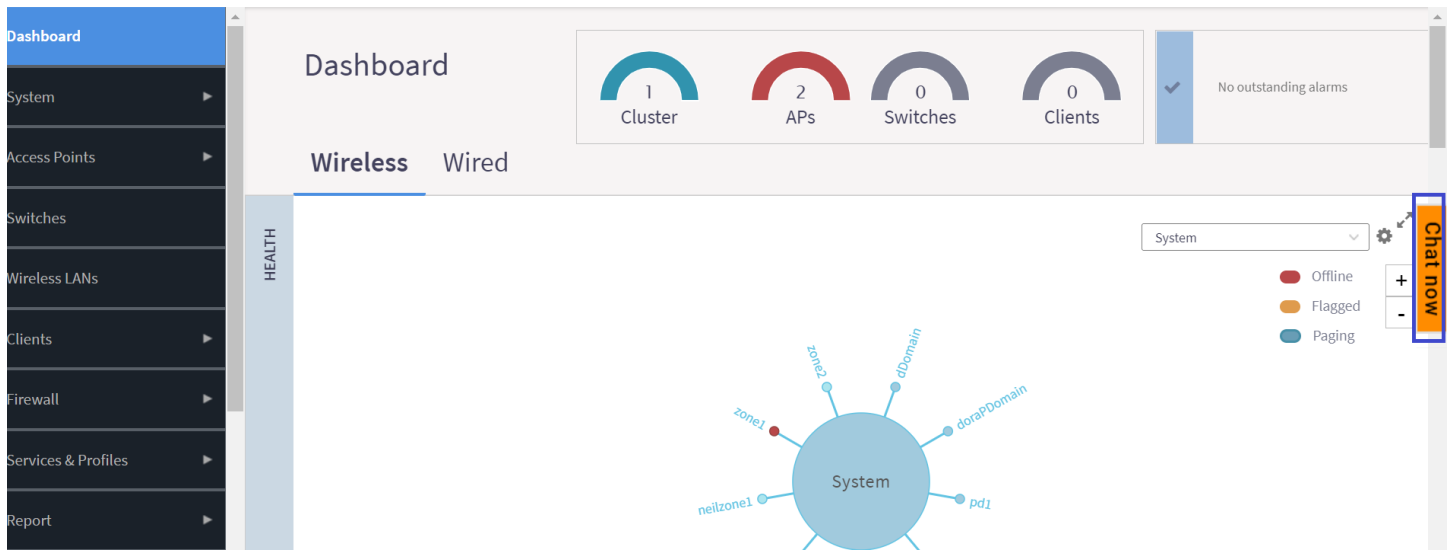 Dashboard
System
Access Points
Switches
Wireless LANs
Clients
Firewall
Services & Profiles
Report
Dashboard
1
Cluster
2
APs
0
Switches
0
Clients
No outstanding alarms
Wireless Wired
HEALTH
System
Offline
Flagged
Paging
+
-
Chat now
zone2
dDomain
zone1
doraPDomain
System
neilzone1
pd1